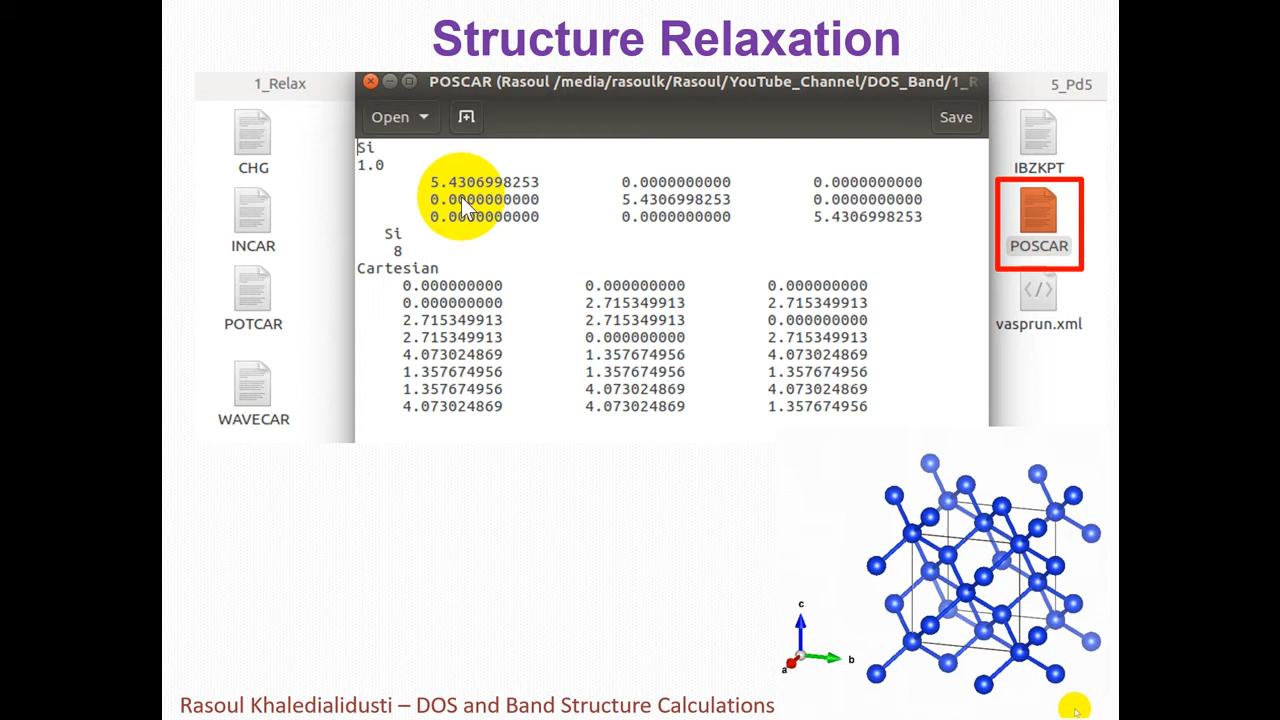 Structure Relaxation
1_Relax
POSCAR (Rasoul /media/rasoulk/Rasoul/YouTube_Channel/DOS_Band/1_R
5_Pd5
Open
Save
CHG
INCAR
POTCAR
WAVECAR
Si
1.0
5.4306998253 0.0000000000 0.0000000000
0.0000000000 5.4306998253 0.0000000000
0.0000000000 0.0000000000 5.4306998253
Si
8
Cartesian
0.000000000 0.000000000 0.000000000
0.000000000 2.715349913 2.715349913
2.715349913 2.715349913 0.000000000
2.715349913 0.000000000 2.715349913
4.073024869 1.357674956 4.073024869
1.357674956 1.357674956 1.357674956
1.357674956 4.073024869 4.073024869
4.073024869 4.073024869 1.357674956
IBZKPT
POSCAR
vasprun.xml
c
b
a
Rasoul Khaledialidusti – DOS and Band Structure Calculations